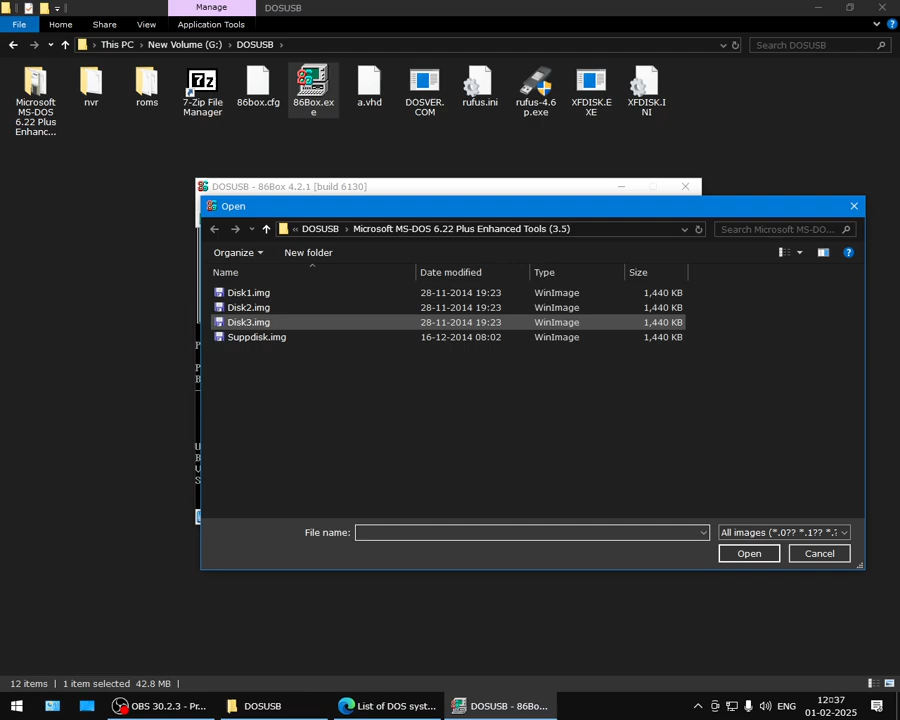 Manage
DOSUSB
File
Home
Share
View
Application Tools
This PC
New Volume (G:)
DOSUSB
Search DOSUSB
Microsoft MS-DOS 6.22 Plus Enhanc...
nvr
roms
7-Zip File Manager
86box.cfg
86Box.exe
a.vhd
DOSVER.COM
rufus.ini
rufus-4.6p.exe
XFDISK.EXE
XFDISK.INI
DOSUSB - 86Box 4.2.1 [build 6130]
Open
« DOSUSB
Microsoft MS-DOS 6.22 Plus Enhanced Tools (3.5)
Search Microsoft MS-DO...
Organize
New folder
Name
Date modified
Type
Size
Disk1.img 28-11-2014 19:23 WinImage 1,440 KB
Disk2.img 28-11-2014 19:23 WinImage 1,440 KB
Disk3.img 28-11-2014 19:23 WinImage 1,440 KB
Suppdisk.img 16-12-2014 08:02 WinImage 1,440 KB
P
P
B
U
B
U
S
File name:
All images (*.0?? *.1?? *.?
Open
Cancel
12 items
1 item selected 42.8 MB
OBS 30.2.3 - Pr...
DOSUSB
List of DOS syst...
DOSUSB - 86Bo...
ENG
12:37
01-02-2025